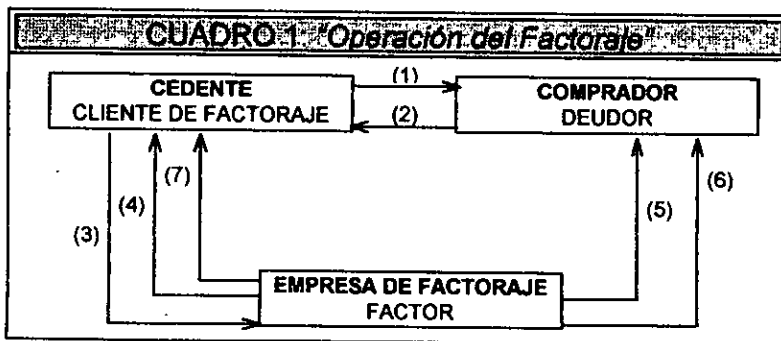 CUADRO 1. "Operación del Factoraje"
CEDENTE
CLIENTE DE FACTORAJE
(1)
(2)
COMPRADOR
DEUDOR
(3)
(4)
(7)
(5)
(6)
EMPRESA DE FACTORAJE
FACTOR